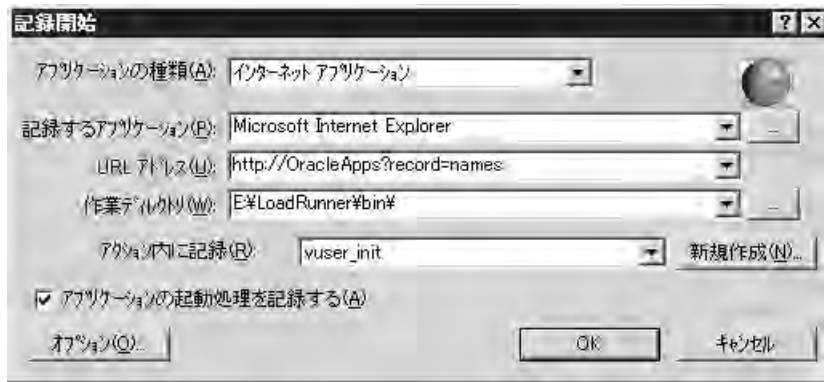 記録開始
アプリケーションの種類(A): インターネット アプリケーション
記録するアプリケーション(P): Microsoft Internet Explorer ...
URL アドレス(U): http://OracleApps?record=names
作業ディレクトリ(W): E:¥LoadRunner¥bin¥ ...
アクション内に記録(R): vuser_init 新規作成(N)...
アプリケーションの起動処理を記録する(A)
オプション(O)... OK キャンセル